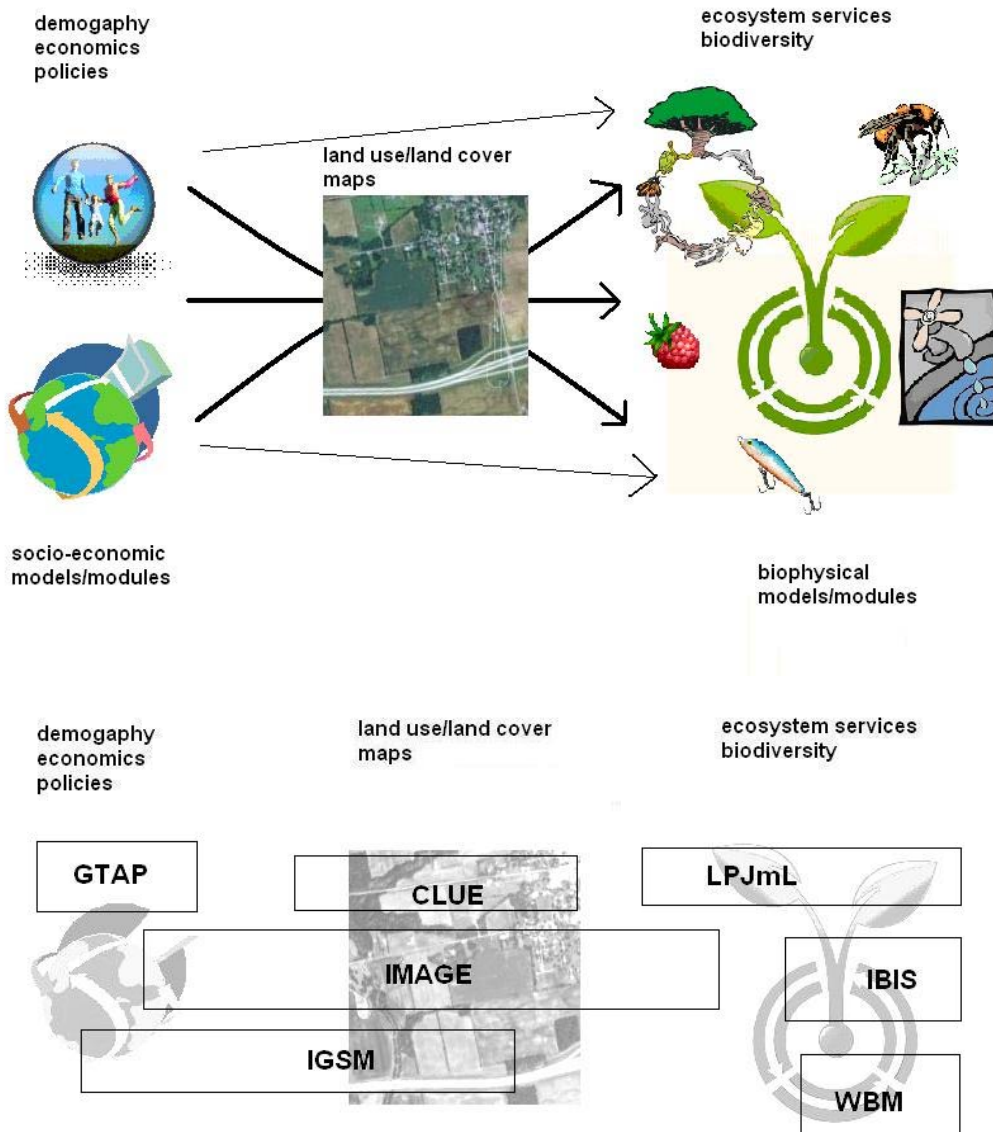 demogaphy
economics
policies
ecosystem services
biodiversity
land use/land cover
maps
socio-economic
models/modules
biophysical
models/modules
demogaphy
economics
policies
land use/land cover
maps
ecosystem services
biodiversity
GTAP
CLUE
LPJmL
IMAGE
IBIS
IGSM
WBM